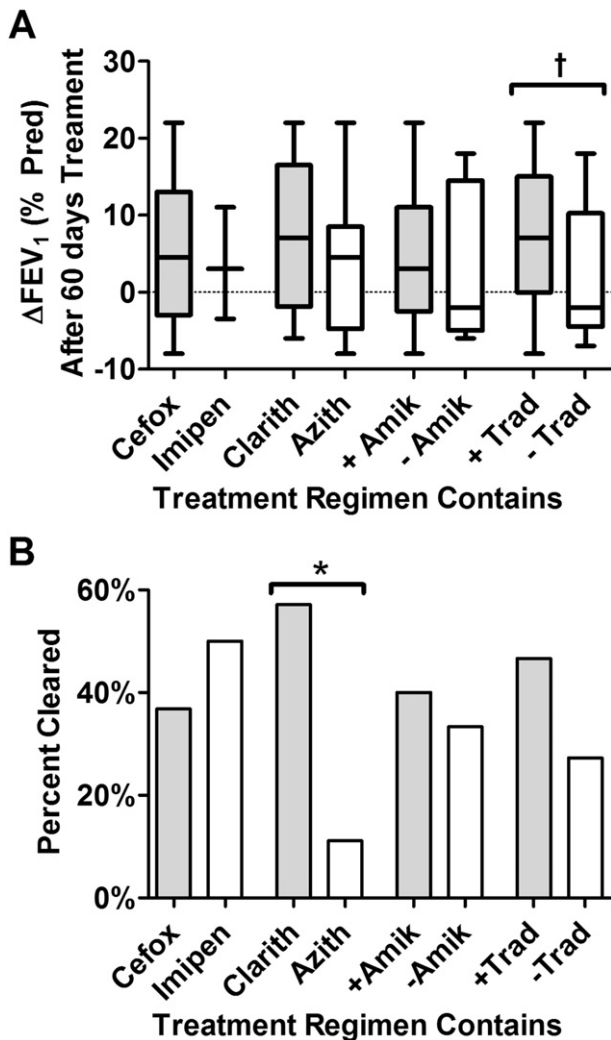 A
ΔFEV₁ (% Pred)
After 60 days Treament
30
20
10
0
-10
†
Cefox
Imipen
Clarith
Azith
+ Amik
- Amik
+ Trad
- Trad
Treatment Regimen Contains
B
Percent Cleared
60%
40%
20%
0%
*
Cefox
Imipen
Clarith
Azith
+Amik
-Amik
+Trad
-Trad
Treatment Regimen Contains